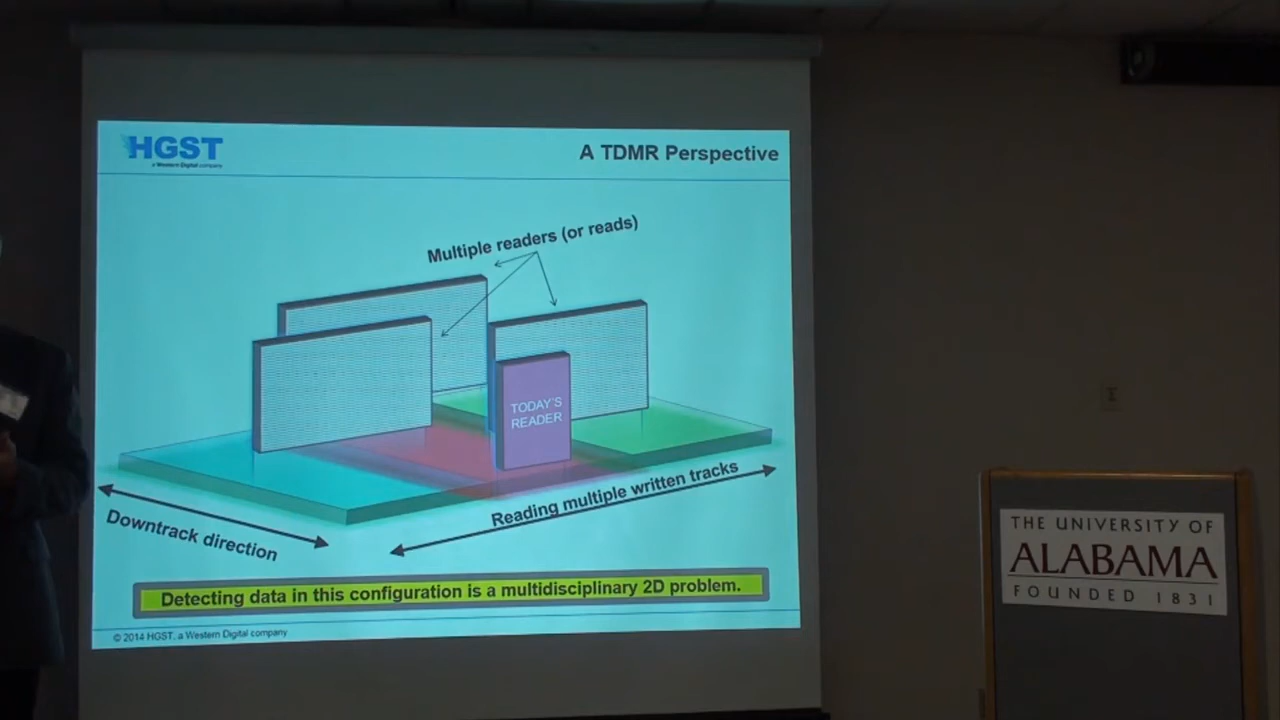 HGST
a Western Digital company
A TDMR Perspective
Multiple readers (or reads)
TODAY'S
READER
Reading multiple written tracks
Downtrack direction
Detecting data in this configuration is a multidisciplinary 2D problem.
© 2014 HGST, a Western Digital company
THE UNIVERSITY OF
ALABAMA
FOUNDED 1831